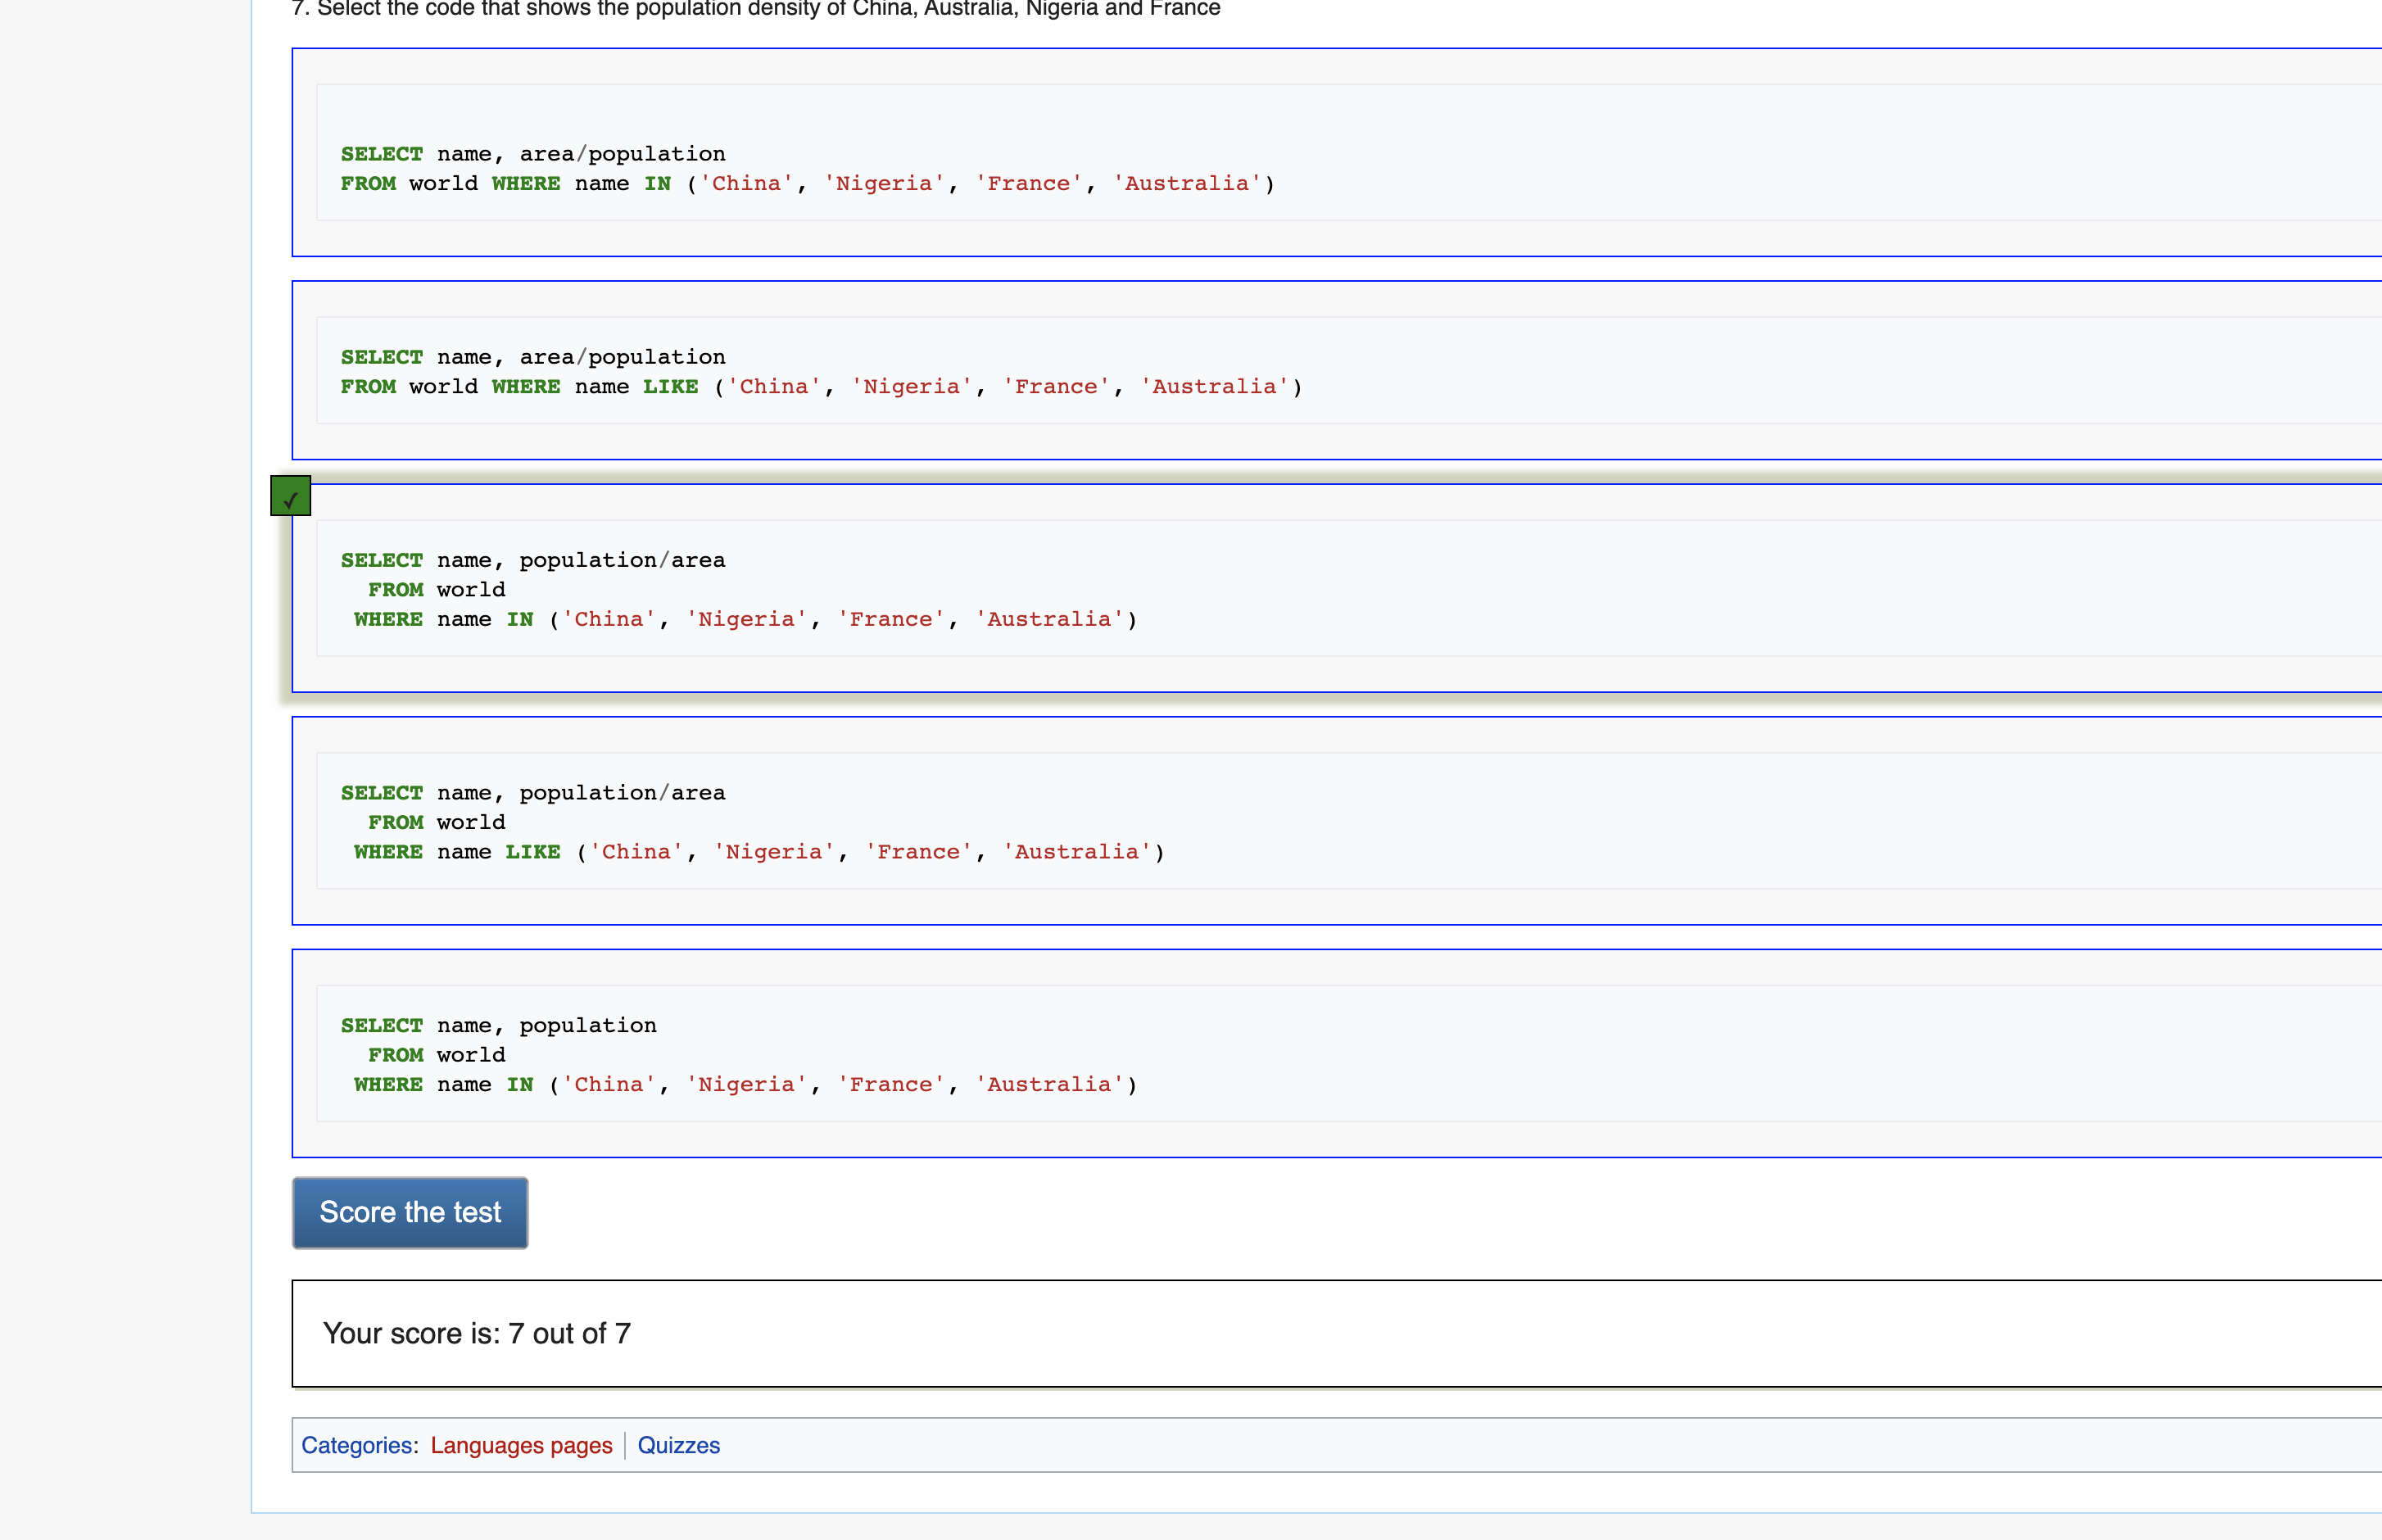 7. Select the code that shows the population density of China, Australia, Nigeria and France
SELECT name, area/population
FROM world WHERE name IN ('China', 'Nigeria', 'France', 'Australia')
SELECT name, area/population
FROM world WHERE name LIKE ('China', 'Nigeria', 'France', 'Australia')
✓
SELECT name, population/area
  FROM world
 WHERE name IN ('China', 'Nigeria', 'France', 'Australia')
SELECT name, population/area
  FROM world
 WHERE name LIKE ('China', 'Nigeria', 'France', 'Australia')
SELECT name, population
  FROM world
 WHERE name IN ('China', 'Nigeria', 'France', 'Australia')
Score the test
Your score is: 7 out of 7
Categories: Languages pages | Quizzes